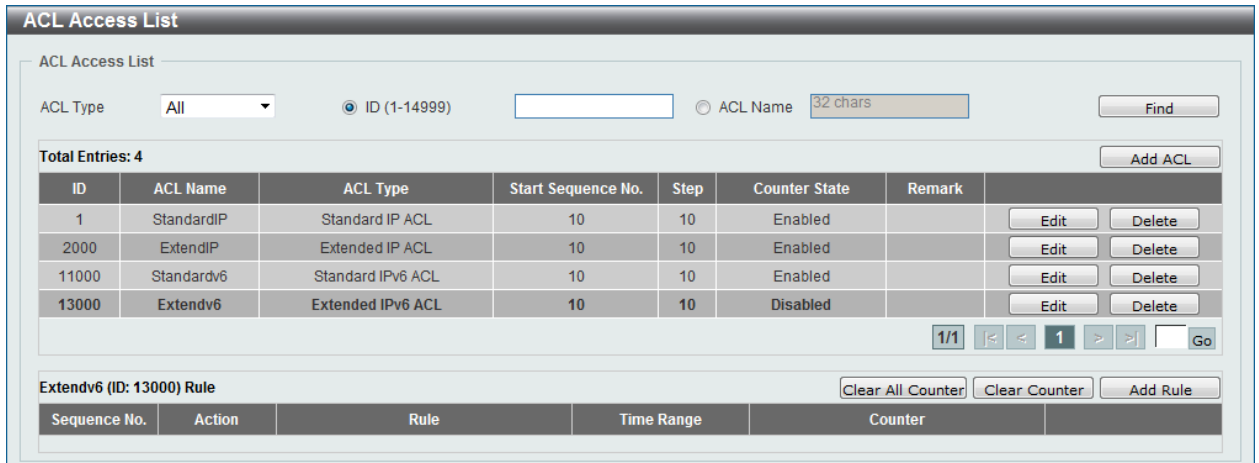 ACL Access List
ACL Access List
ACL Type All ID (1-14999) ACL Name 32 chars Find
Total Entries: 4 Add ACL
ID ACL Name ACL Type Start Sequence No. Step Counter State Remark
1 StandardIP Standard IP ACL 10 10 Enabled Edit Delete
2000 ExtendIP Extended IP ACL 10 10 Enabled Edit Delete
11000 Standardv6 Standard IPv6 ACL 10 10 Enabled Edit Delete
13000 Extendv6 Extended IPv6 ACL 10 10 Disabled Edit Delete
1/1 |< < 1 > >| Go
Extendv6 (ID: 13000) Rule Clear All Counter Clear Counter Add Rule
Sequence No. Action Rule Time Range Counter